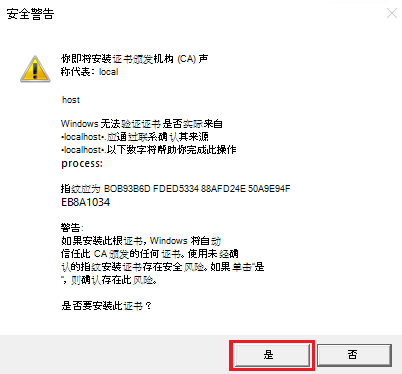 安全警告
你即将安装证书颁发机构 (CA) 声
称代表：local
host
Windows 无法验证证书是否实际来自
•localhost•.应通过联系确认其来源
•localhost•.以下数字将帮助你完成此操作
process:
指纹应为 BOB93B6D FDED5334 88AFD24E 50A9E94F
EB8A1034
警告:
如果安装此根证书，Windows 将自动
信任此 CA 颁发的任何证书。使用未经确
认的指纹安装证书存在安全风险。如果单击"是
"，则确认存在此风险。
是否要安装此证书？
是
否